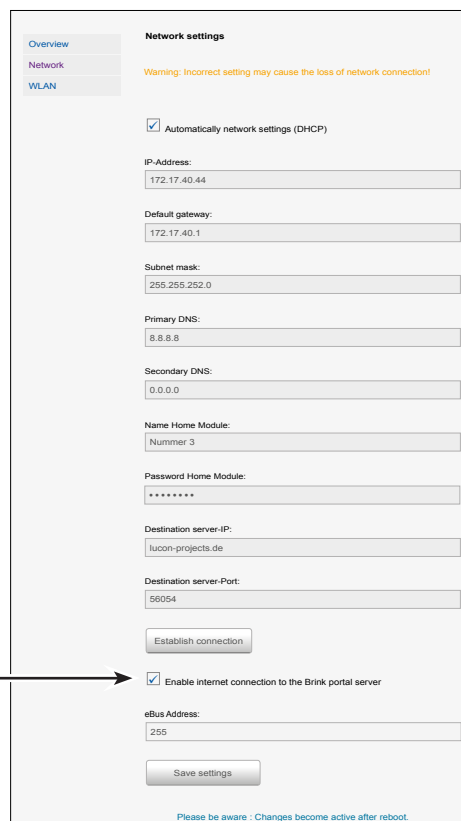 Overview
Network
WLAN
Network settings
Warning: Incorrect setting may cause the loss of network connection!
Automatically network settings (DHCP)
IP-Address:
172.17.40.44
Default gateway:
172.17.40.1
Subnet mask:
255.255.252.0
Primary DNS:
8.8.8.8
Secondary DNS:
0.0.0.0
Name Home Module:
Nummer 3
Password Home Module:
••••••••
Destination server-IP:
lucon-projects.de
Destination server-Port:
56054
Establish connection
Enable internet connection to the Brink portal server
eBus Address:
255
Save settings
Please be aware : Changes become active after reboot.